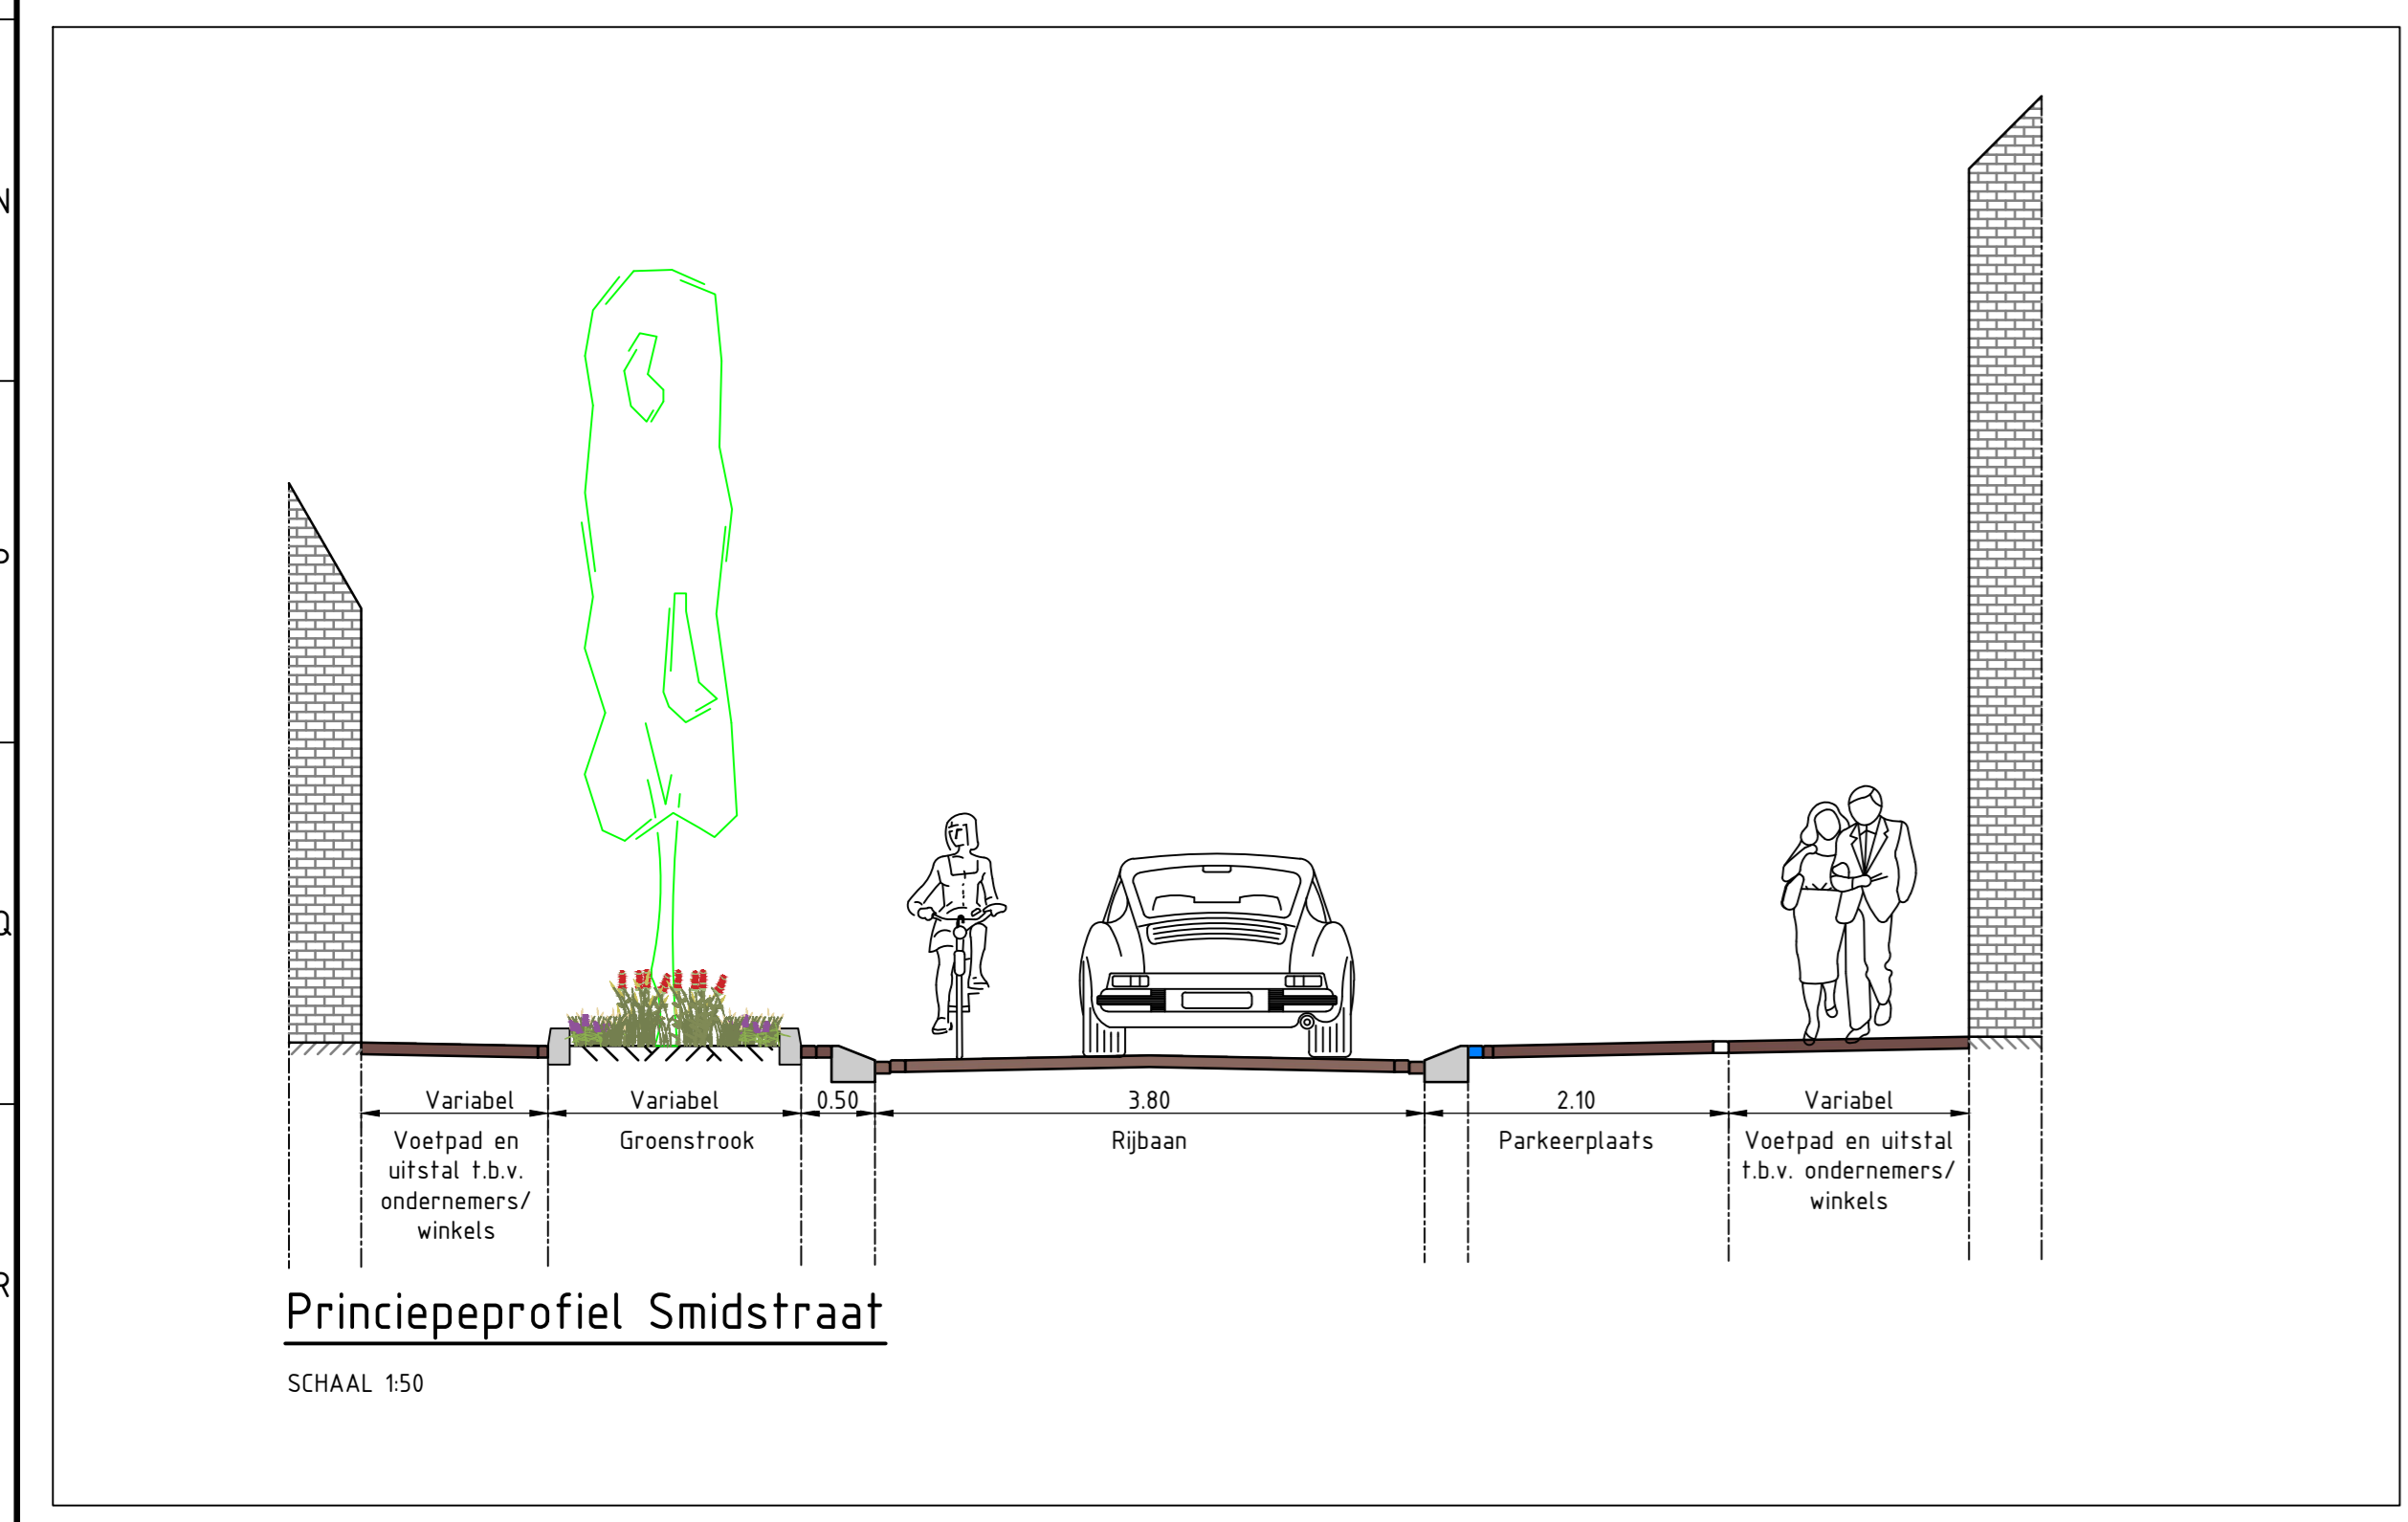 N
P
Q
R
Variabel
Variabel
0.50
3.80
2.10
Variabel
Voetpad en
uitstal t.b.v.
ondernemers/
winkels
Groenstrook
Rijbaan
Parkeerplaats
Voetpad en uitstal
t.b.v. ondernemers/
winkels
Princiepeprofiel Smidstraat
SCHAAL 1:50